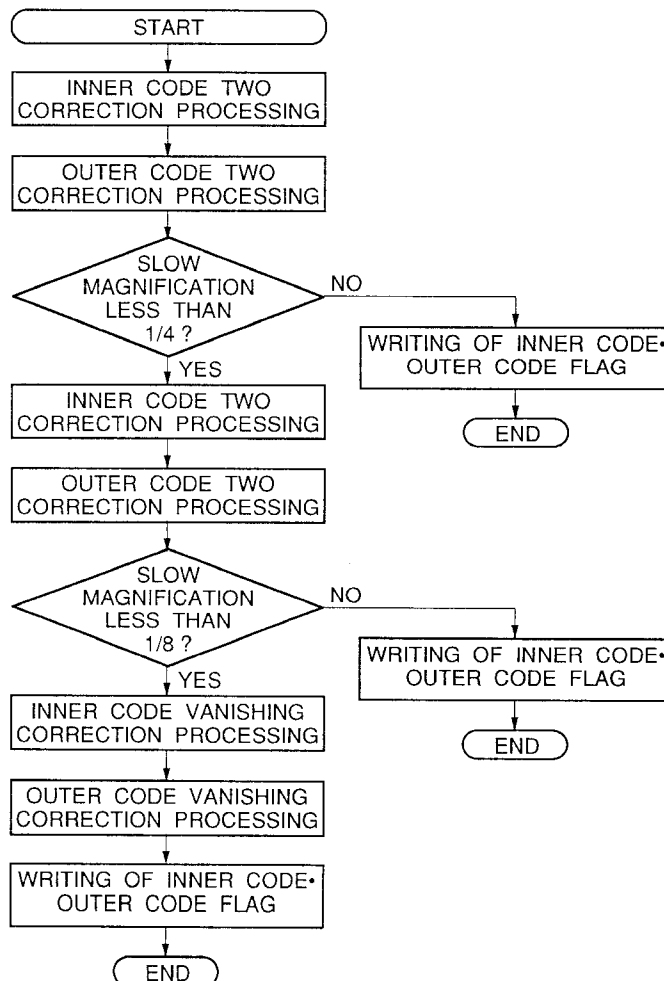 START
INNER CODE TWO
CORRECTION PROCESSING
OUTER CODE TWO
CORRECTION PROCESSING
SLOW
MAGNIFICATION
LESS THAN
1/4 ?
NO
WRITING OF INNER CODE•
OUTER CODE FLAG
END
YES
INNER CODE TWO
CORRECTION PROCESSING
OUTER CODE TWO
CORRECTION PROCESSING
SLOW
MAGNIFICATION
LESS THAN
1/8 ?
NO
WRITING OF INNER CODE•
OUTER CODE FLAG
END
YES
INNER CODE VANISHING
CORRECTION PROCESSING
OUTER CODE VANISHING
CORRECTION PROCESSING
WRITING OF INNER CODE•
OUTER CODE FLAG
END